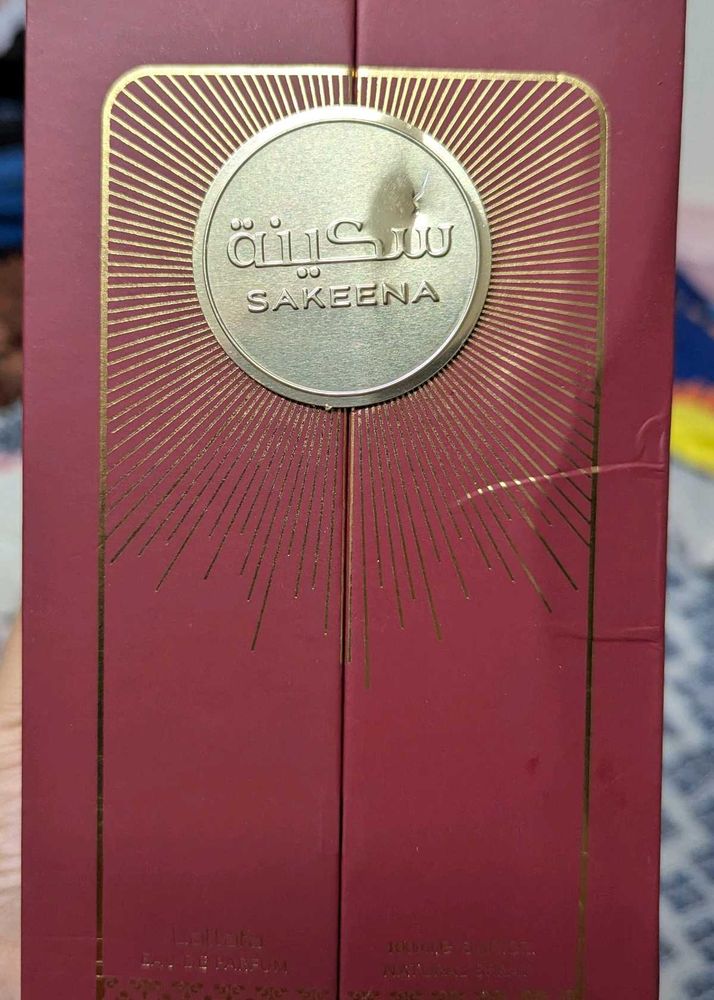 سكينة
SAKEENA
Lattafa
EAU DE PARFUM
NATURAL SPRAY